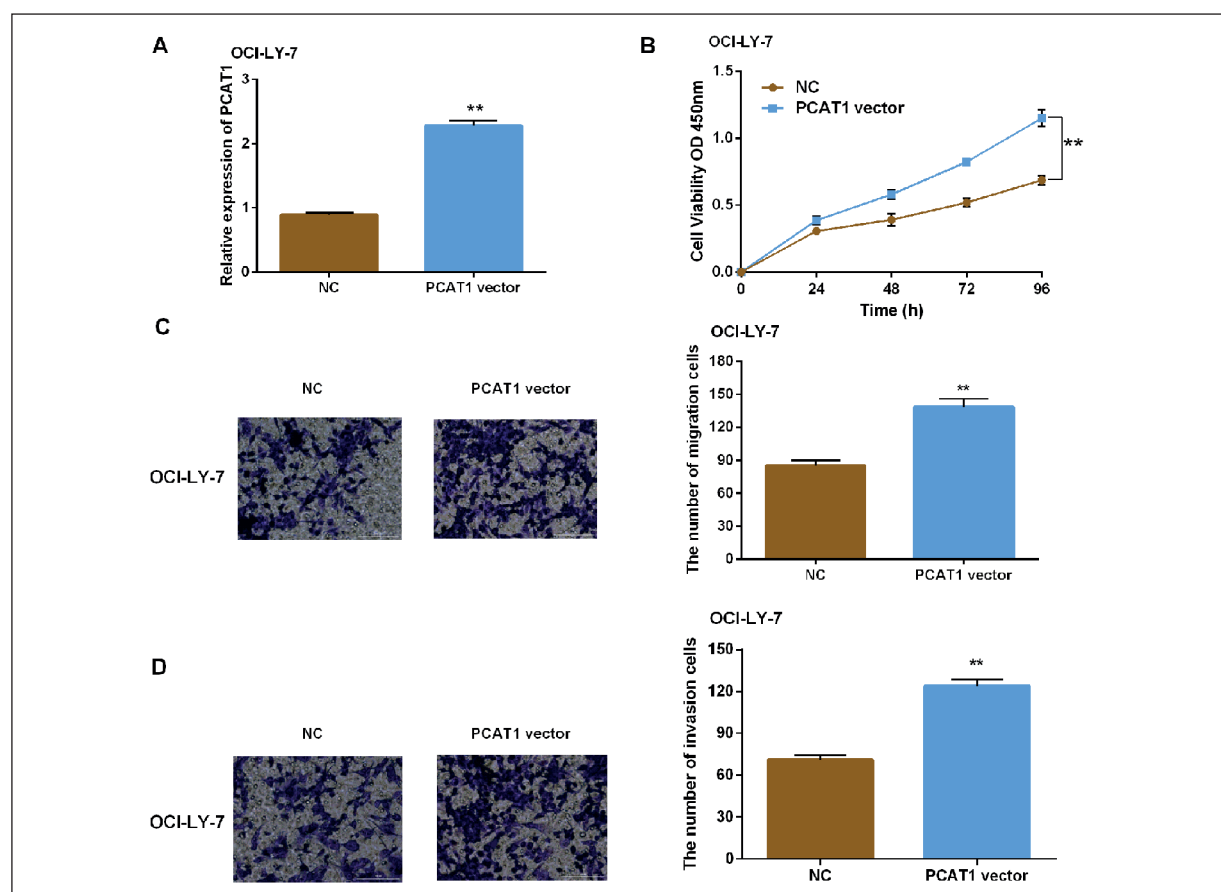 A
OCI-LY-7
Relative expression of PCAT1
3
2
1
0
**
NC
PCAT1 vector
B
OCI-LY-7
Cell Viability OD 450nm
1.5
1.0
0.5
0.0
NC
PCAT1 vector
**
0 24 48 72 96
Time (h)
C
NC
PCAT1 vector
OCI-LY-7
OCI-LY-7
The number of migration cells
180
150
120
90
60
30
0
**
NC
PCAT1 vector
D
NC
PCAT1 vector
OCI-LY-7
OCI-LY-7
The number of invasion cells
150
120
90
60
30
0
**
NC
PCAT1 vector